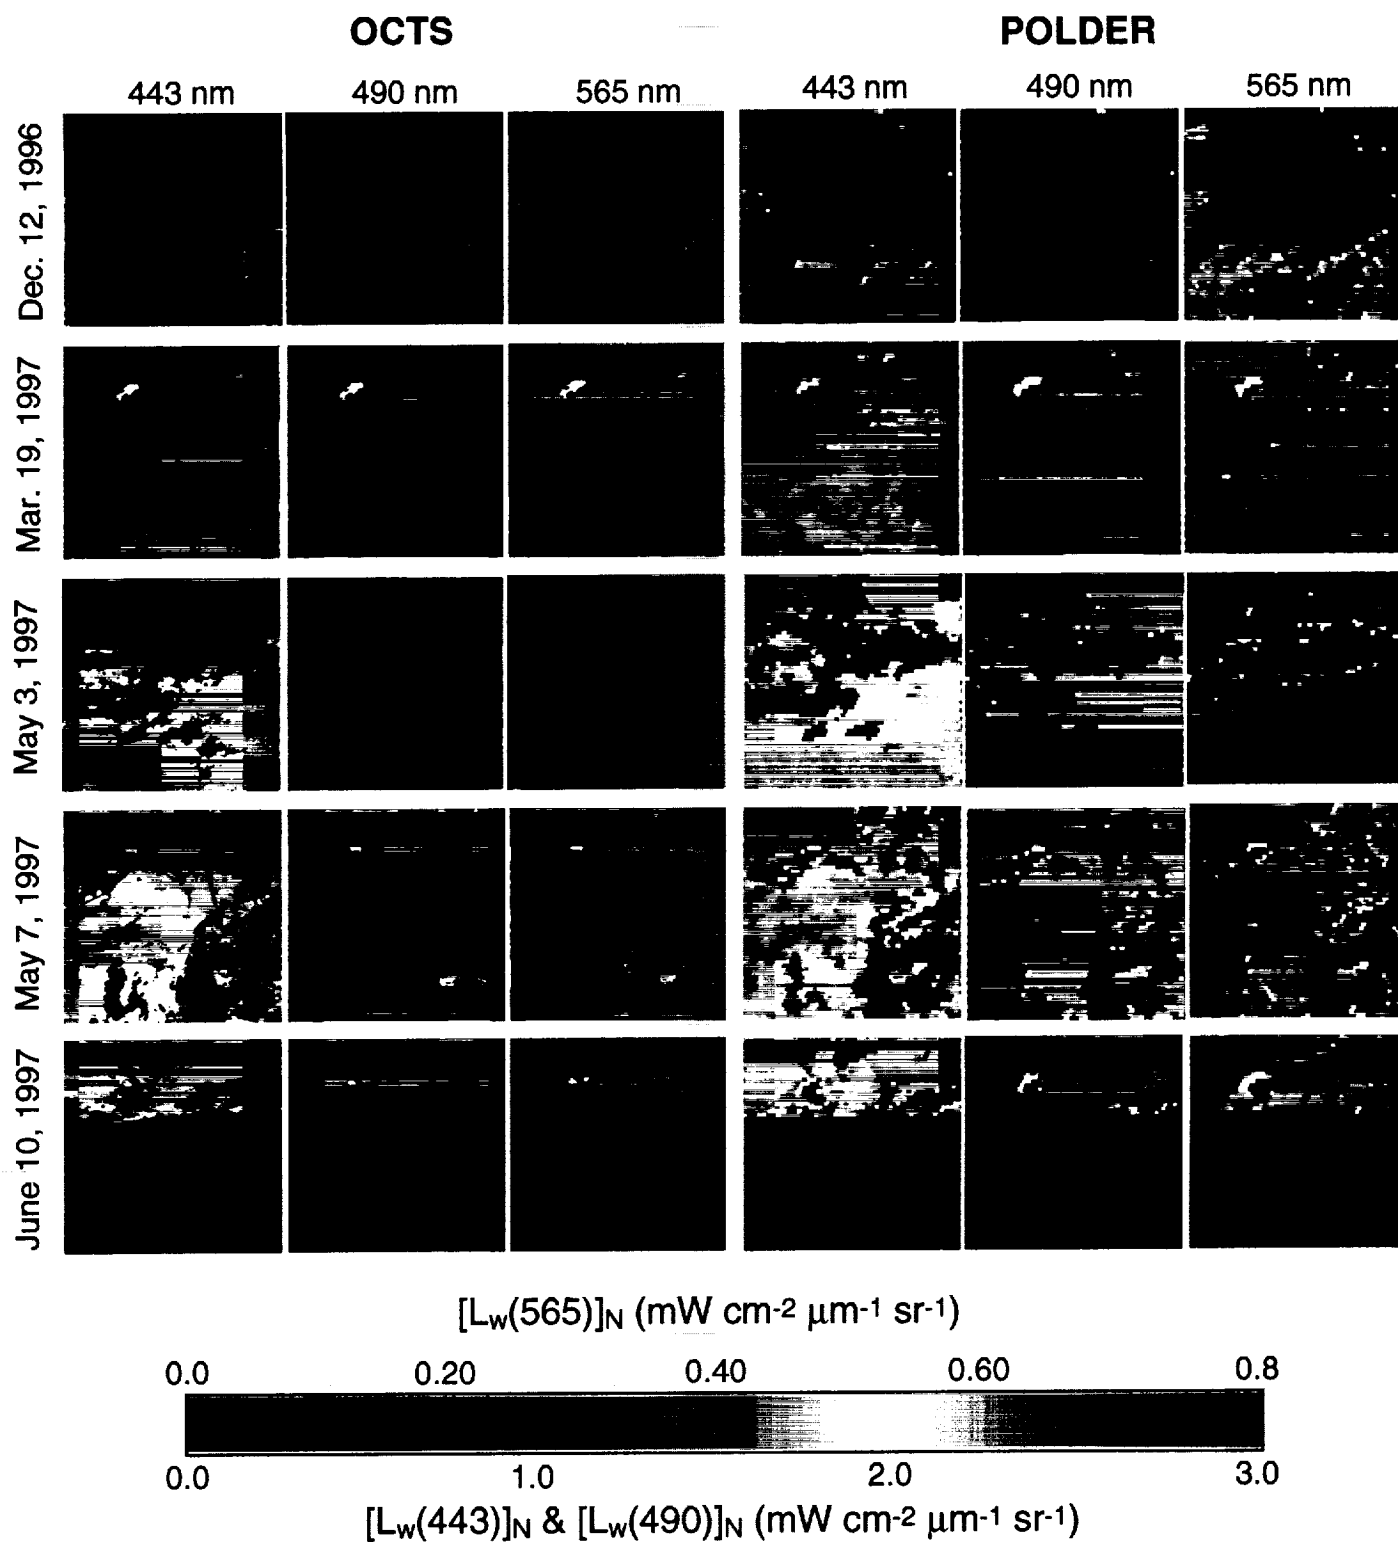 OCTS POLDER
443 nm 490 nm 565 nm 443 nm 490 nm 565 nm
Dec. 12, 1996
Mar. 19, 1997
May 3, 1997
May 7, 1997
June 10, 1997
[Lw(565)]N (mW cm-2 μm-1 sr-1)
0.0 0.20 0.40 0.60 0.8
0.0 1.0 2.0 3.0
[Lw(443)]N & [Lw(490)]N (mW cm-2 μm-1 sr-1)